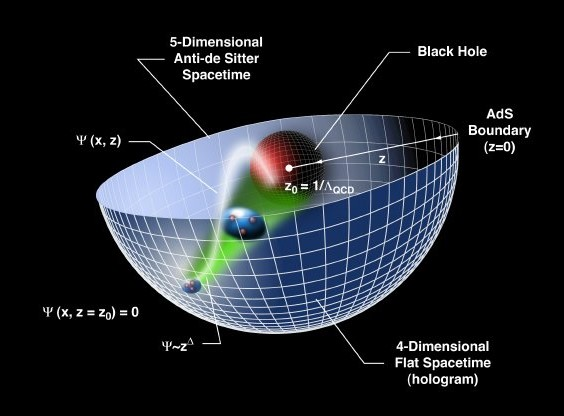 5-Dimensional
Anti-de Sitter
Spacetime
Black Hole
AdS
Boundary
(z=0)
Ψ (x, z)
z
z₀ = 1/Λ_QCD
Ψ (x, z = z₀) = 0
Ψ~z^Δ
4-Dimensional
Flat Spacetime
(hologram)